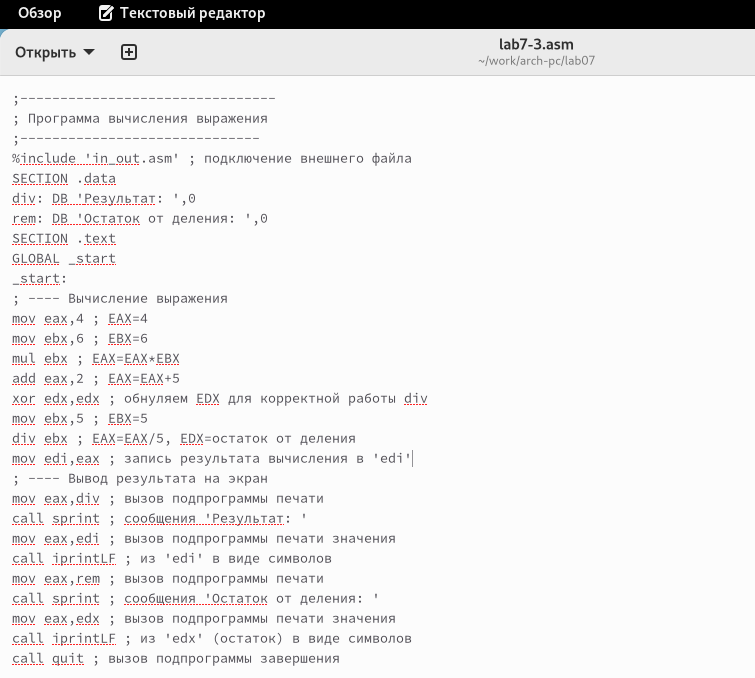 Обзор Текстовый редактор
Открыть lab7-3.asm
~/work/arch-pc/lab07
;--------------------------------
; Программа вычисления выражения
;------------------------------
%include 'in_out.asm' ; подключение внешнего файла
SECTION .data
div: DB 'Результат: ',0
rem: DB 'Остаток от деления: ',0
SECTION .text
GLOBAL _start
_start:
; ---- Вычисление выражения
mov eax,4 ; EAX=4
mov ebx,6 ; EBX=6
mul ebx ; EAX=EAX*EBX
add eax,2 ; EAX=EAX+5
xor edx,edx ; обнуляем EDX для корректной работы div
mov ebx,5 ; EBX=5
div ebx ; EAX=EAX/5, EDX=остаток от деления
mov edi,eax ; запись результата вычисления в 'edi'
; ---- Вывод результата на экран
mov eax,div ; вызов подпрограммы печати
call sprint ; сообщения 'Результат: '
mov eax,edi ; вызов подпрограммы печати значения
call iprintLF ; из 'edi' в виде символов
mov eax,rem ; вызов подпрограммы печати
call sprint ; сообщения 'Остаток от деления: '
mov eax,edx ; вызов подпрограммы печати значения
call iprintLF ; из 'edx' (остаток) в виде символов
call quit ; вызов подпрограммы завершения